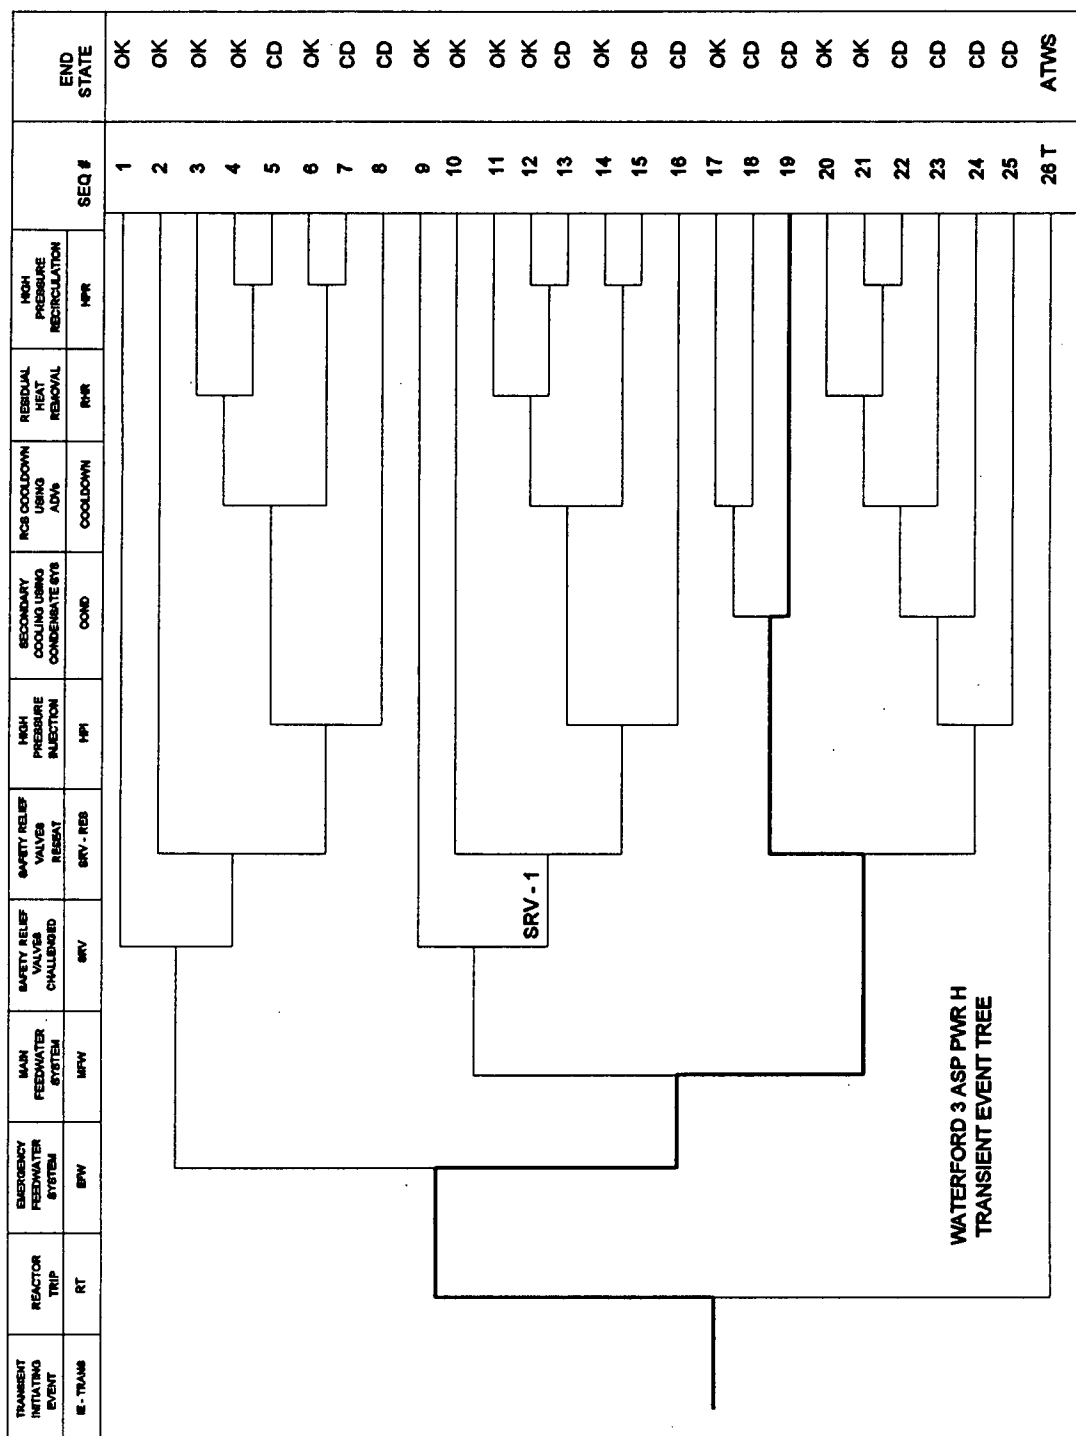 TRANSIENT
INITIATING
EVENT
IE - TRANS
REACTOR
TRIP
RT
EMERGENCY
FEEDWATER
SYSTEM
EFW
MAIN
FEEDWATER
SYSTEM
MFW
SAFETY RELIEF
VALVES
CHALLENGED
SRV
SAFETY RELIEF
VALVES
RESEAT
SRV - RES
HIGH
PRESSURE
INJECTION
HPI
SECONDARY
COOLING USING
CONDENSATE SYS
COND
RCS COOLDOWN
USING
ADVs
COOLDOWN
RESIDUAL
HEAT
REMOVAL
RHR
HIGH
PRESSURE
RECIRCULATION
HPR
SEQ #
END
STATE
1 OK
2 OK
3 OK
4 OK
5 CD
6 OK
7 CD
8 CD
9 OK
10 OK
11 OK
12 OK
13 CD
14 OK
15 CD
16 CD
17 OK
18 CD
19 CD
20 OK
21 OK
22 CD
23 CD
24 CD
25 CD
26 T ATWS
SRV - 1
WATERFORD 3 ASP PWR H
TRANSIENT EVENT TREE